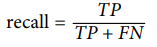 recall = TP / (TP + FN)